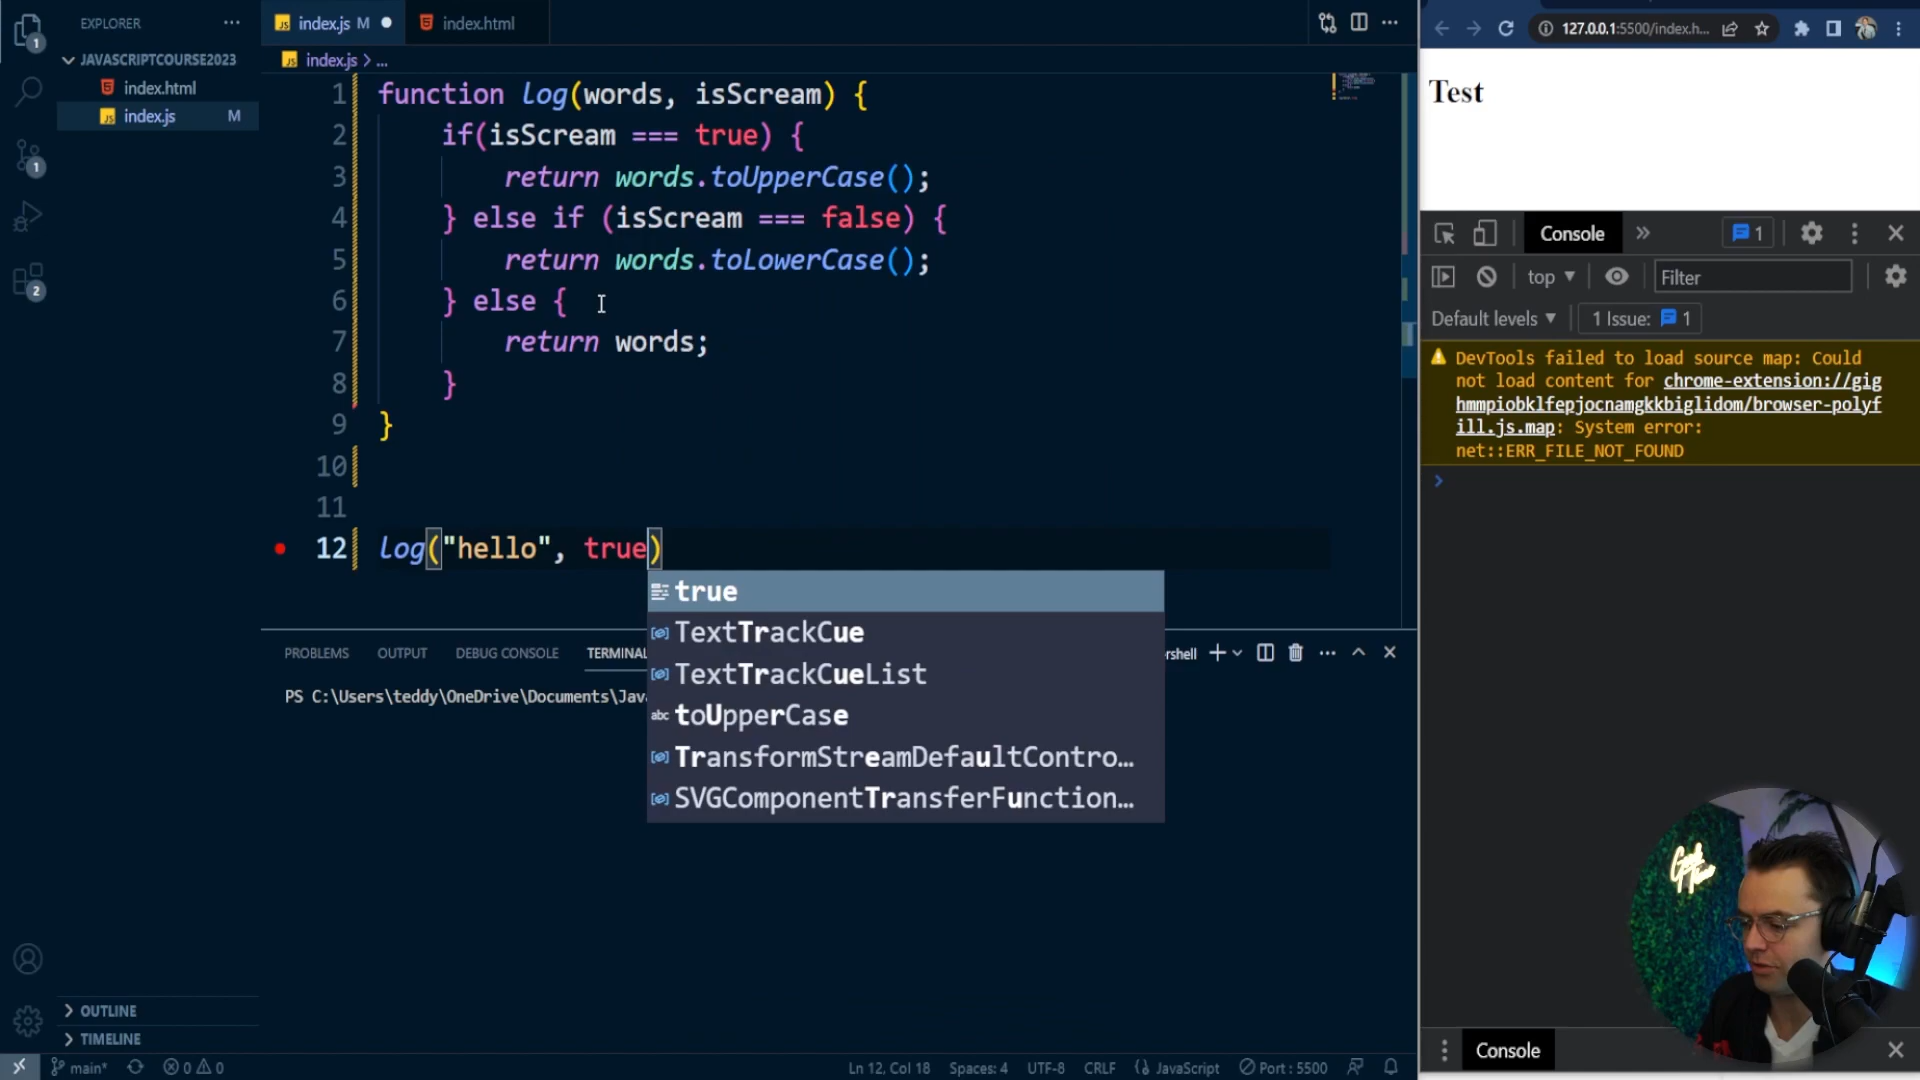 EXPLORER
JAVASCRIPTCOURSE2023
index.html
index.js M
index.js M
index.html
index.js > ...
1 function log(words, isScream) {
2 if(isScream === true) {
3 return words.toUpperCase();
4 } else if (isScream === false) {
5 return words.toLowerCase();
6 } else {
7 return words;
8 }
9 }
10
11
12 log("hello", true)
true
TextTrackCue
TextTrackCueList
toUpperCase
TransformStreamDefaultContro...
SVGComponentTransferFunction...
PROBLEMS OUTPUT DEBUG CONSOLE TERMINAL
rshell
PS C:\Users\teddy\OneDrive\Documents\Jav
1
1
2
OUTLINE
TIMELINE
main*
0 0
Ln 12, Col 18 Spaces: 4 UTF-8 CRLF JavaScript Port : 5500
127.0.0.1:5500/index.h...
Test
Console
1
top
Filter
Default levels
1 Issue: 1
DevTools failed to load source map: Could
not load content for chrome-extension://gig
hmmpiobklfepjocnamgkkbiglidom/browser-polyf
ill.js.map: System error:
net::ERR_FILE_NOT_FOUND
Console